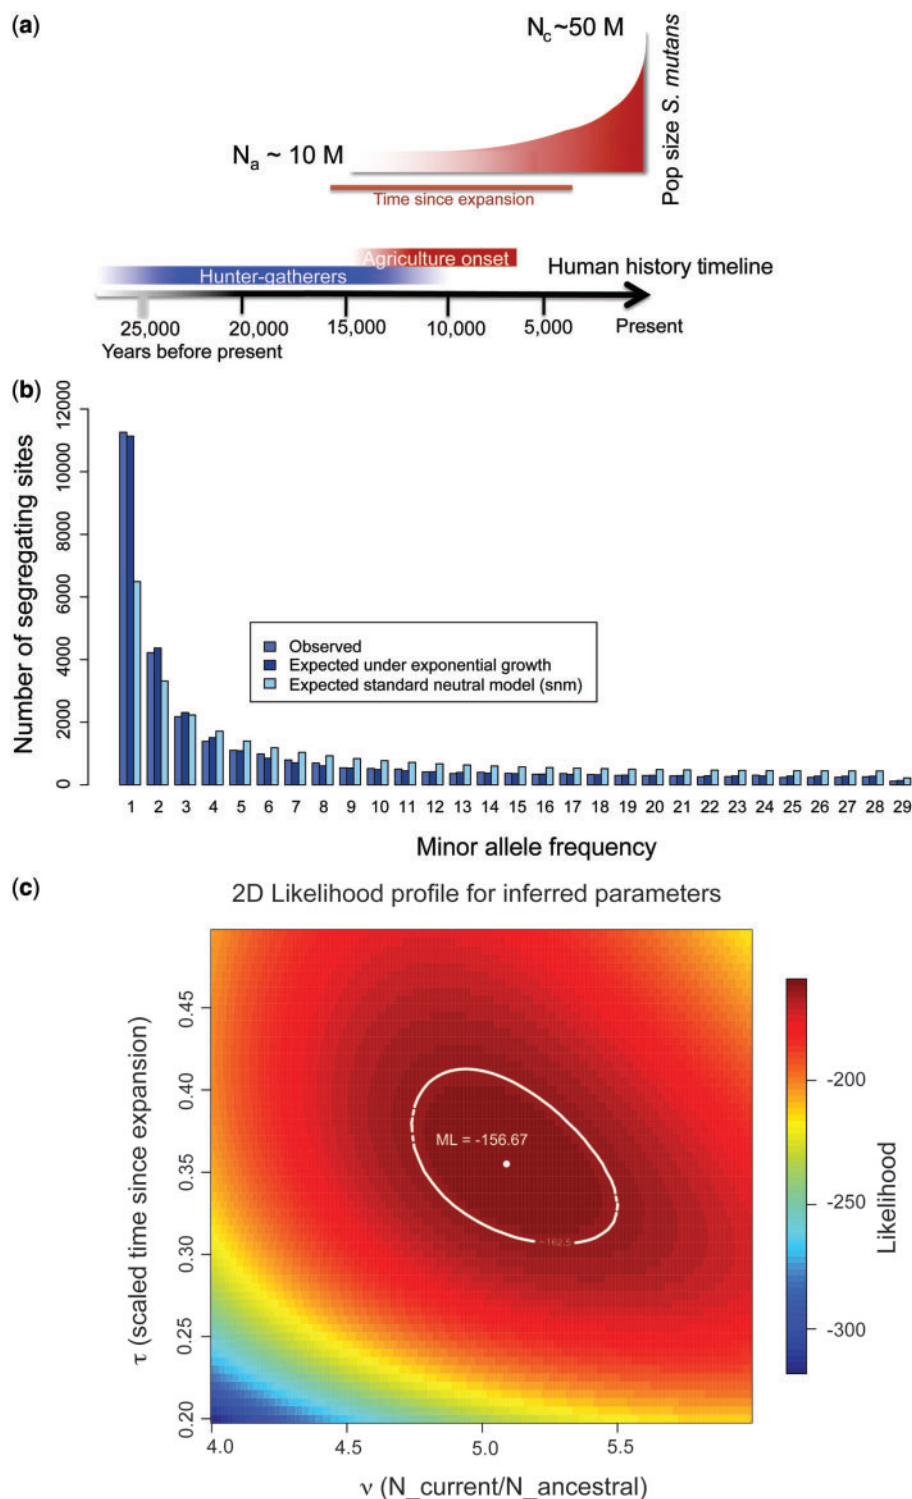 (a)
N_c ~50 M
N_a ~ 10 M
Pop size S. mutans
Time since expansion
Agriculture onset
Hunter-gatherers
Human history timeline
25,000 20,000 15,000 10,000 5,000 Present
Years before present
(b)
Number of segregating sites
12000
10000
8000
6000
4000
2000
0
Observed
Expected under exponential growth
Expected standard neutral model (snm)
1 2 3 4 5 6 7 8 9 10 11 12 13 14 15 16 17 18 19 20 21 22 23 24 25 26 27 28 29
Minor allele frequency
(c)
2D Likelihood profile for inferred parameters
τ (scaled time since expansion)
0.45
0.40
0.35
0.30
0.25
0.20
ML = -156.67
-162.5
4.0 4.5 5.0 5.5
ν (N_current/N_ancestral)
-200
-250
-300
Likelihood